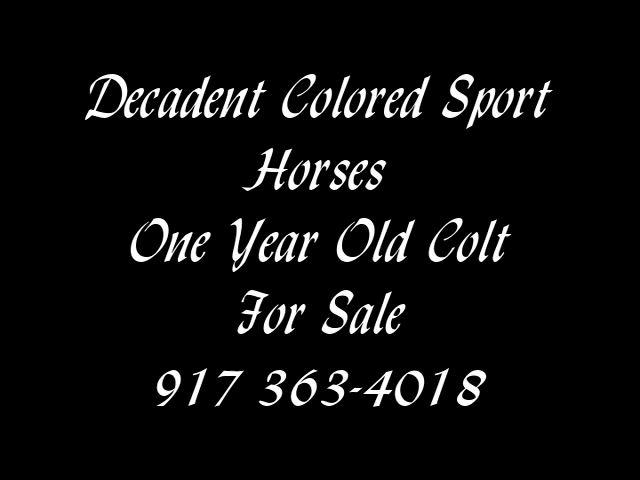 Decadent Colored Sport
Horses
One Year Old Colt
For Sale
917 363-4018